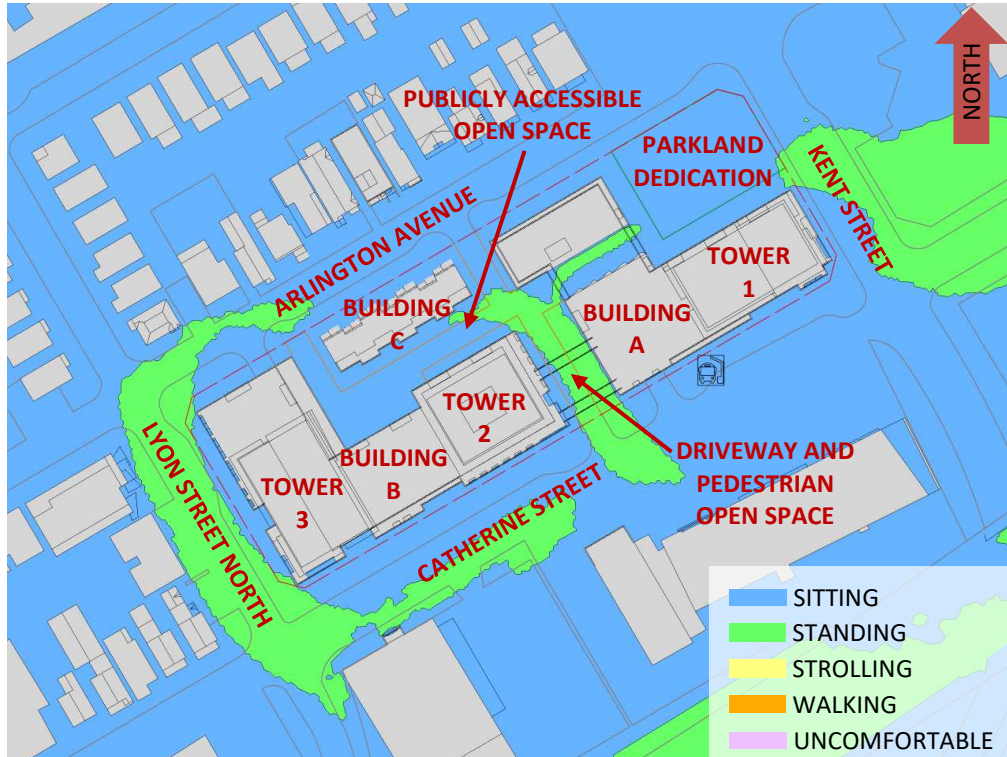 NORTH
PUBLICLY ACCESSIBLE
OPEN SPACE
PARKLAND
DEDICATION
KENT STREET
ARLINGTON AVENUE
TOWER
1
BUILDING
A
BUILDING
C
TOWER
2
BUILDING
B
TOWER
3
LYON STREET NORTH
CATHERINE STREET
DRIVEWAY AND
PEDESTRIAN
OPEN SPACE
SITTING
STANDING
STROLLING
WALKING
UNCOMFORTABLE